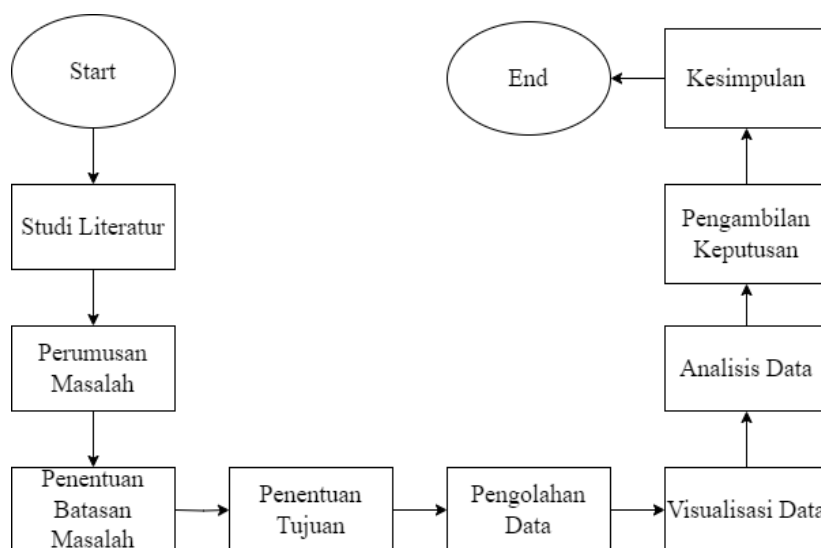 Start
Studi Literatur
Perumusan
Masalah
Penentuan
Batasan
Masalah
Penentuan
Tujuan
Pengolahan
Data
Visualisasi Data
Analisis Data
Pengambilan
Keputusan
Kesimpulan
End